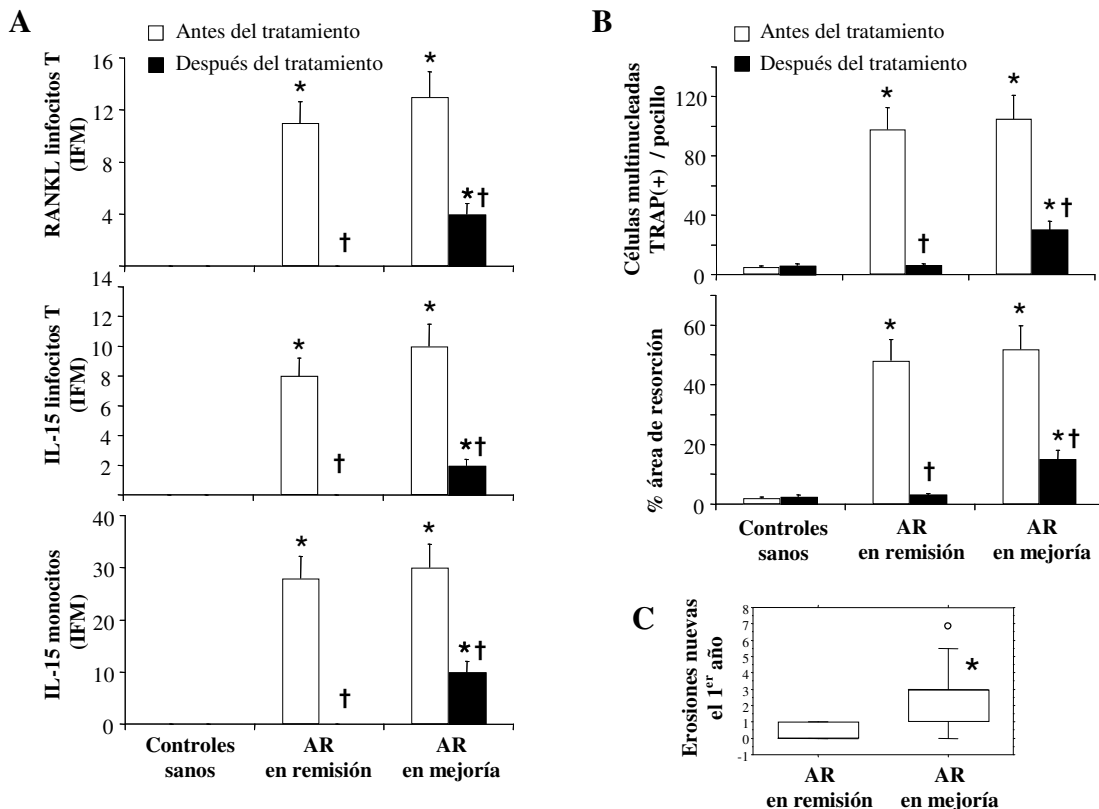 A
Antes del tratamiento
Después del tratamiento
RANKL linfocitos T
(IFM)
16
12
8
4
*
*
*†
†
IL-15 linfocitos T
(IFM)
14
12
10
8
6
4
2
0
*
*
*†
†
IL-15 monocitos
(IFM)
40
30
20
10
0
*
*
*†
†
Controles
sanos
AR
en remisión
AR
en mejoría
B
Antes del tratamiento
Después del tratamiento
Células multinucleadas
TRAP(+) / pocillo
120
80
40
0
*
*
*†
†
% área de resorción
60
40
20
0
*
*
*†
†
Controles
sanos
AR
en remisión
AR
en mejoría
C
Erosiones nuevas
el 1er año
8
7
6
5
4
3
2
1
0
-1
*
AR
en remisión
AR
en mejoría